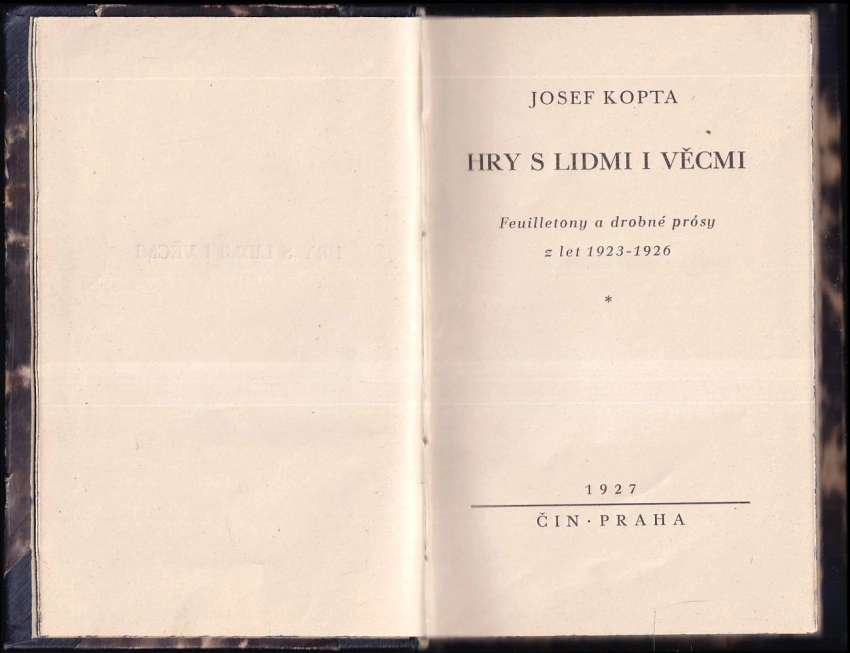 JOSEF KOPTA
HRY S LIDMI I VĚCMI
Feuilletony a drobné prósy
z let 1923-1926
*
1927
ČIN · PRAHA